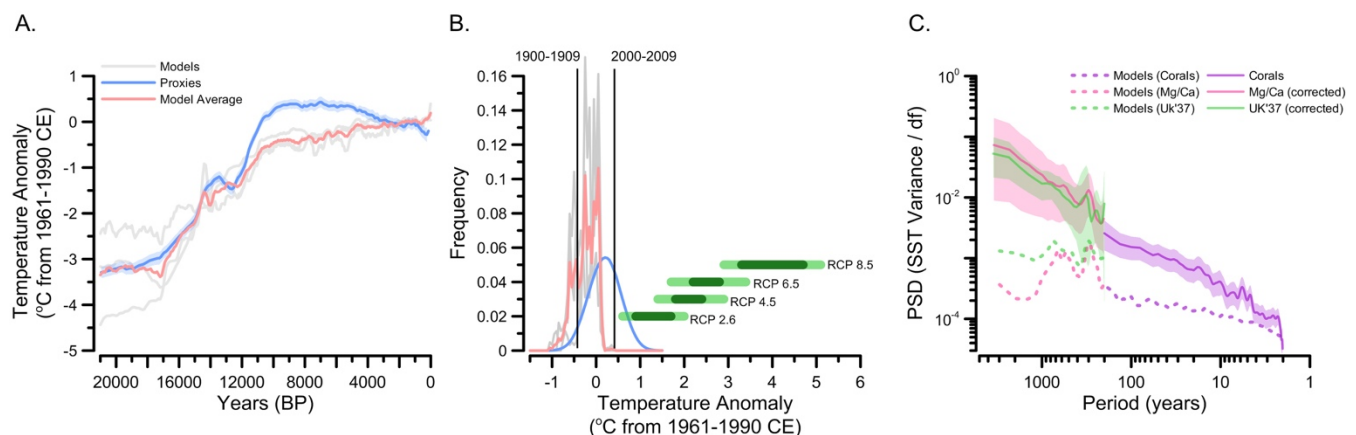 A.
Models
Proxies
Model Average
1
0
-1
-2
-3
-4
-5
Temperature Anomaly
(°C from 1961-1990 CE)
20000 16000 12000 8000 4000 0
Years (BP)
B.
1900-1909 2000-2009
0.16
0.14
0.12
0.1
0.08
0.06
0.04
0.02
0
Frequency
RCP 8.5
RCP 6.5
RCP 4.5
RCP 2.6
-1 0 1 2 3 4 5 6
Temperature Anomaly
(°C from 1961-1990 CE)
C.
Models (Corals) Corals
Models (Mg/Ca) Mg/Ca (corrected)
Models (Uk'37) UK'37 (corrected)
10⁰
10⁻²
10⁻⁴
PSD (SST Variance / df)
1000 100 10 1
Period (years)